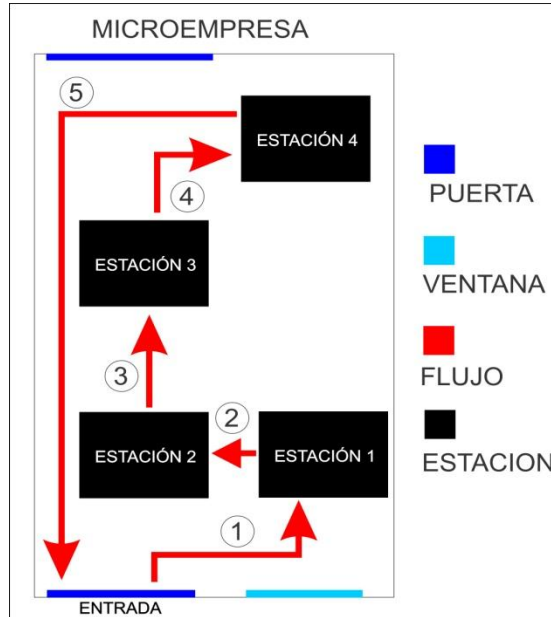 MICROEMPRESA
5
ESTACIÓN 4
4
PUERTA
ESTACIÓN 3
VENTANA
3
FLUJO
2
ESTACIÓN 2
ESTACIÓN 1
ESTACION
1
ENTRADA